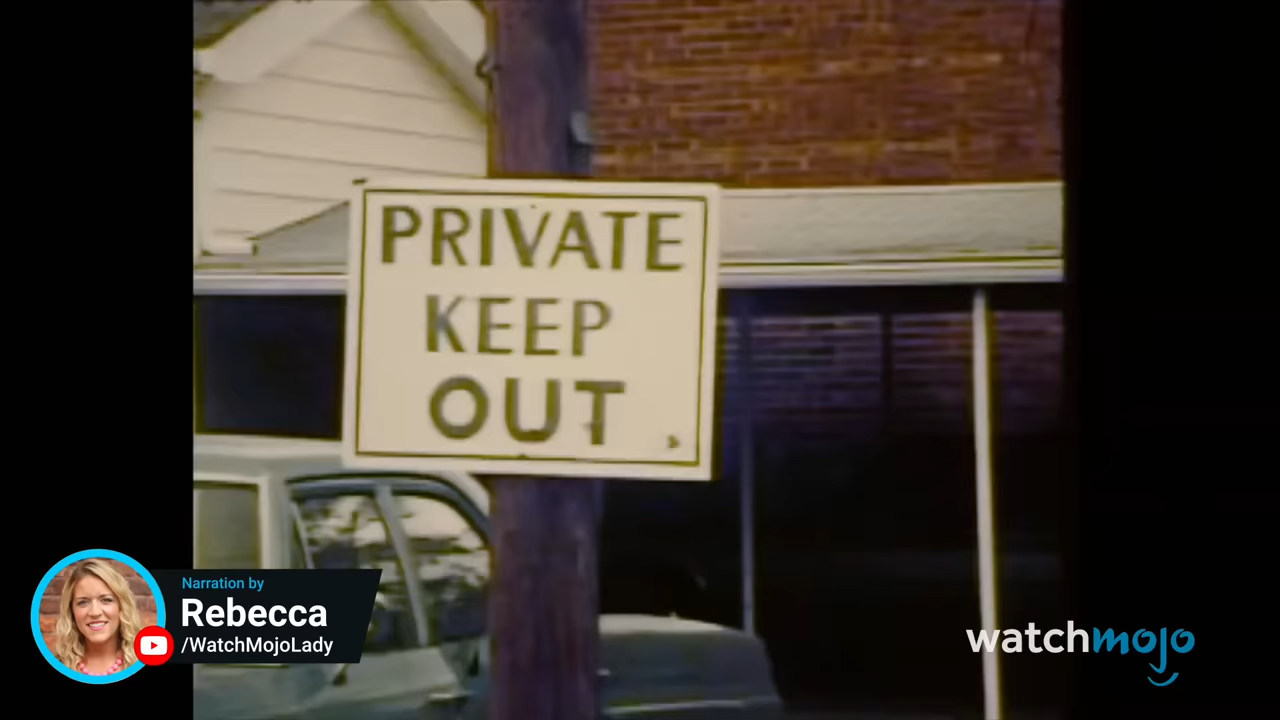 PRIVATE
KEEP
OUT
Narration by
Rebecca
/WatchMojoLady
watchmojo